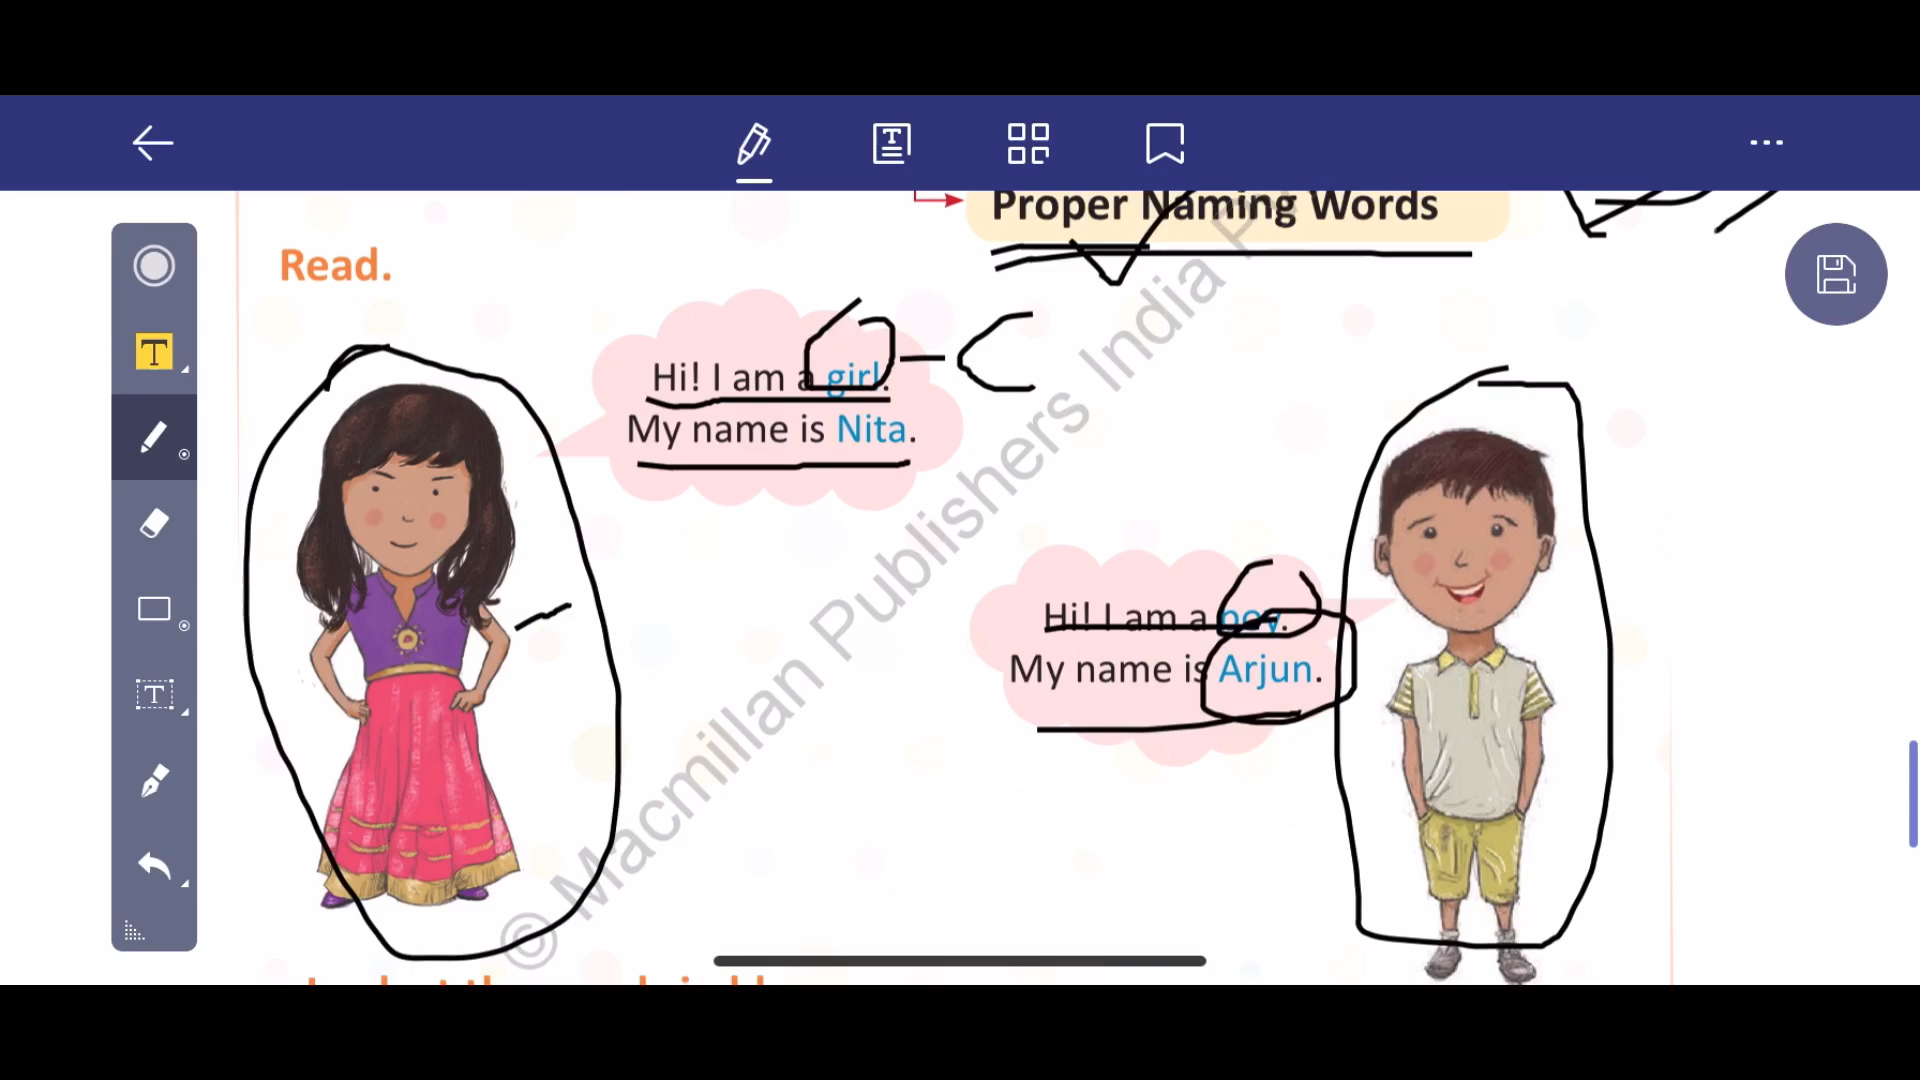 Proper Naming Words
Read.
Hi! I am a girl.
My name is Nita.
Hi! I am a boy.
My name is Arjun.
© Macmillan Publishers India